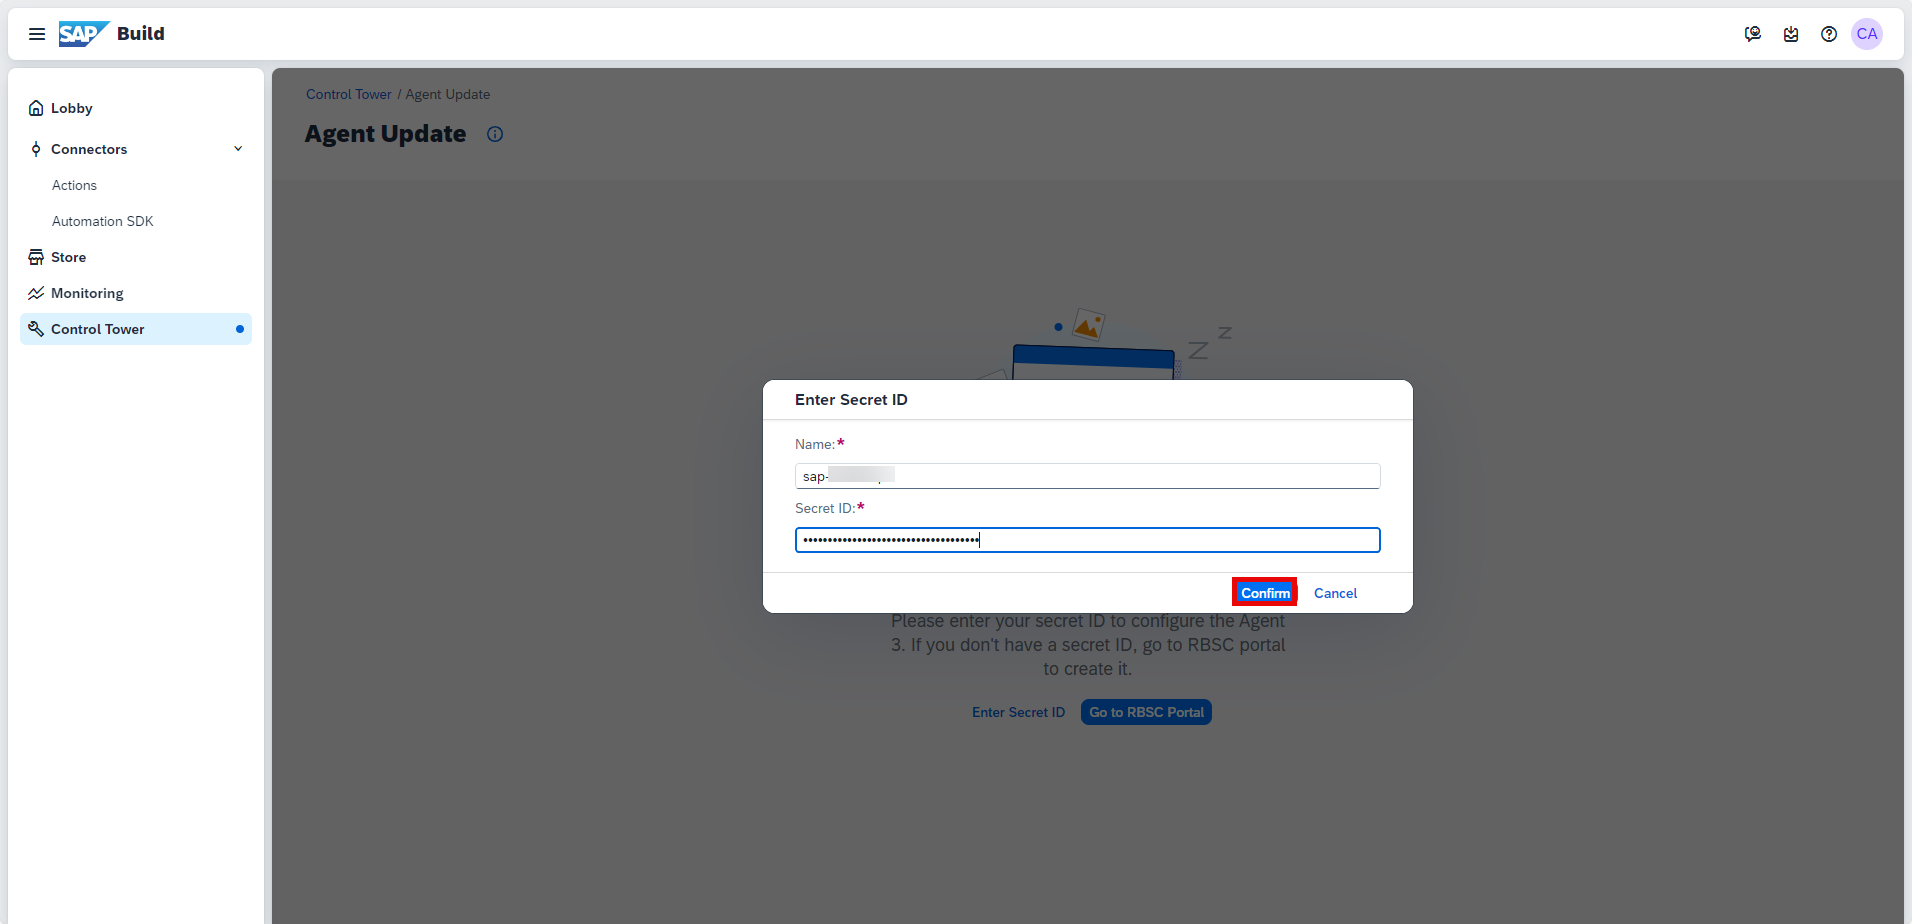 SAP Build
CA
Lobby
Connectors
Actions
Automation SDK
Store
Monitoring
Control Tower
Control Tower / Agent Update
Agent Update
Enter Secret ID
Name:*
sap-
Secret ID:*
••••••••••••••••••••••••••••••••••••
Confirm Cancel
Please enter your secret ID to configure the Agent
3. If you don't have a secret ID, go to RBSC portal
to create it.
Enter Secret ID Go to RBSC Portal